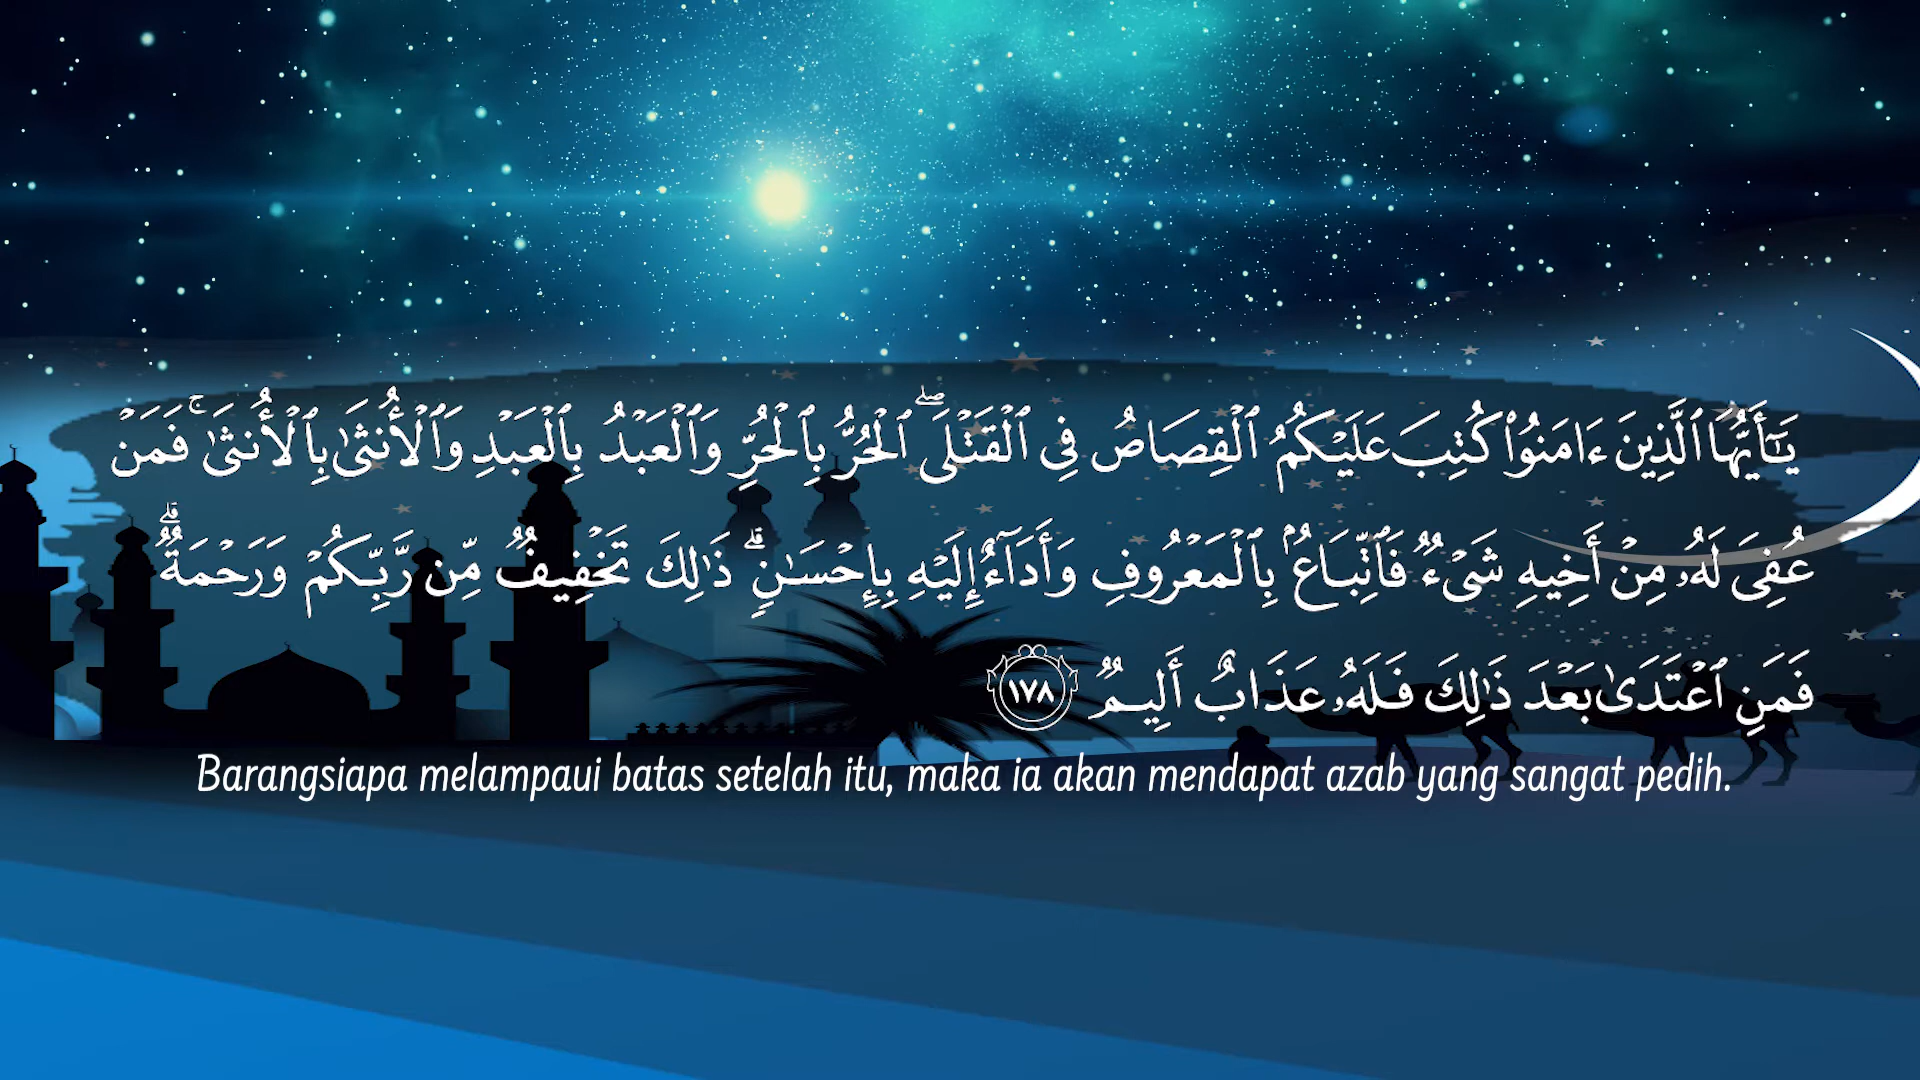 يَـٰٓأَيُّهَا ٱلَّذِينَ ءَامَنُوا۟ كُتِبَ عَلَيْكُمُ ٱلْقِصَاصُ فِى ٱلْقَتْلَى ۖ ٱلْحُرُّ بِٱلْحُرِّ وَٱلْعَبْدُ بِٱلْعَبْدِ وَٱلْأُنثَىٰ بِٱلْأُنثَىٰ ۚ فَمَنْ
عُفِىَ لَهُۥ مِنْ أَخِيهِ شَىْءٌ فَٱتِّبَاعٌۢ بِٱلْمَعْرُوفِ وَأَدَآءٌ إِلَيْهِ بِإِحْسَـٰنٍ ۗ ذَٰلِكَ تَخْفِيفٌ مِّن رَّبِّكُمْ وَرَحْمَةٌ ۗ
فَمَنِ ٱعْتَدَىٰ بَعْدَ ذَٰلِكَ فَلَهُۥ عَذَابٌ أَلِيمٌ ١٧٨
Barangsiapa melampaui batas setelah itu, maka ia akan mendapat azab yang sangat pedih.